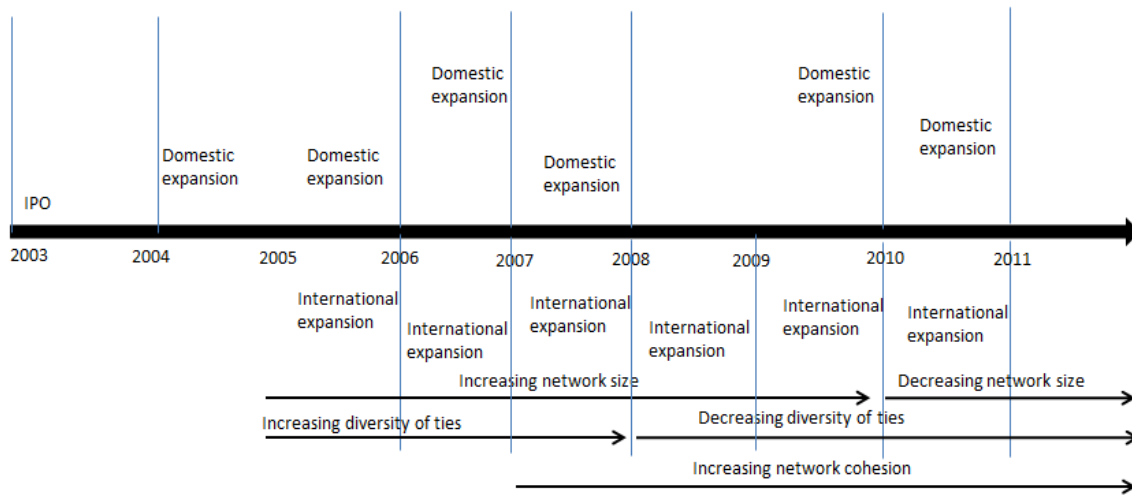 Domestic
expansion
Domestic
expansion
Domestic
expansion
Domestic
expansion
Domestic
expansion
Domestic
expansion
IPO
2003 2004 2005 2006 2007 2008 2009 2010 2011
International
expansion
International
expansion
International
expansion
International
expansion
International
expansion
International
expansion
Increasing network size
Decreasing network size
Increasing diversity of ties
Decreasing diversity of ties
Increasing network cohesion